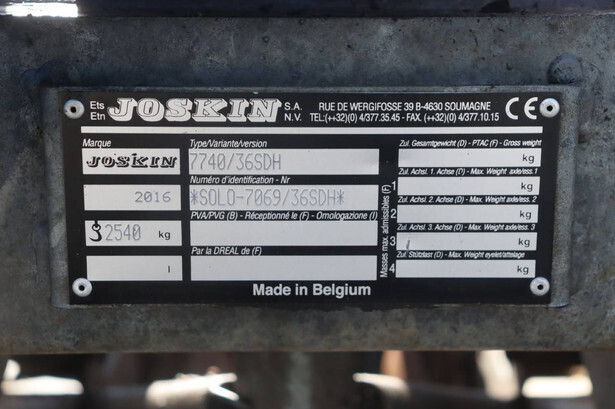 Ets
Etn JOSKIN S.A.
N.V. RUE DE WERGIFOSSE 39 B-4630 SOUMAGNE
TEL:(++32)(0) 4/377.35.45 - FAX. (++32)(0) 4/377.10.15 CE
Marque
JOSKIN
2016
2540 kg
l
Type/Variante/version
7740/36SDH
Numéro d'identification - Nr
*SOLO-7069/36SDH*
PVA/PVG (B) - Réceptionné le (F) - Omologazione (I)
Par la DREAL de (F)
Masses max. admissibles (F)
Zul. Gesamtgewicht (D) - PTAC (F) - Gross weight
kg
Zul. Achsl. 1. Achse (D) - Max. Weight axle/ess. 1
1 kg
Zul. Achsl. 2. Achse (D) - Max. Weight axle/ess. 2
2 kg
Zul. Achsl. 3. Achse (D) - Max. Weight axle/ess. 3
3 kg
Zul. Stützlast (D) - Max. Weight eyelet/attelage
4 kg
Made in Belgium